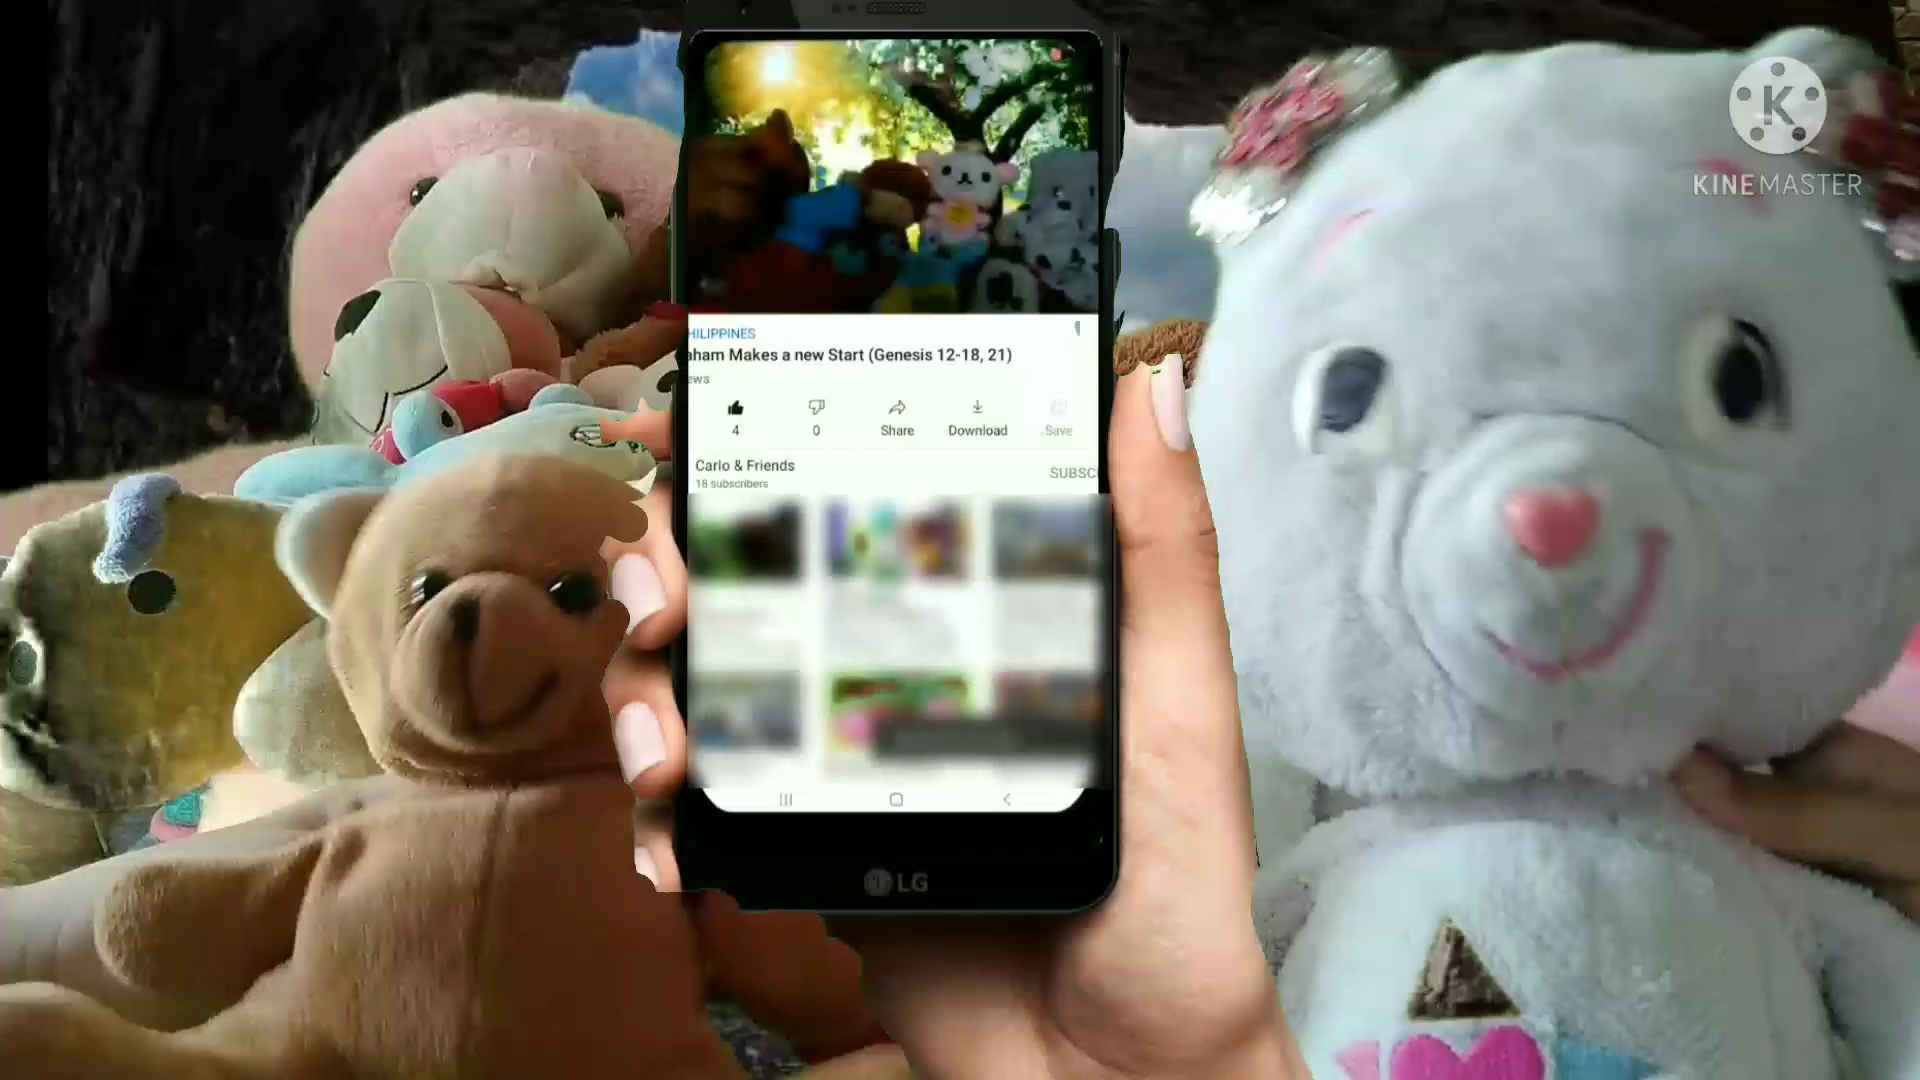 KINEMASTER
HILIPPINES
aham Makes a new Start (Genesis 12-18, 21)
ews
4
0
Share
Download
Save
Carlo & Friends
SUBSC
18 subscribers
LG